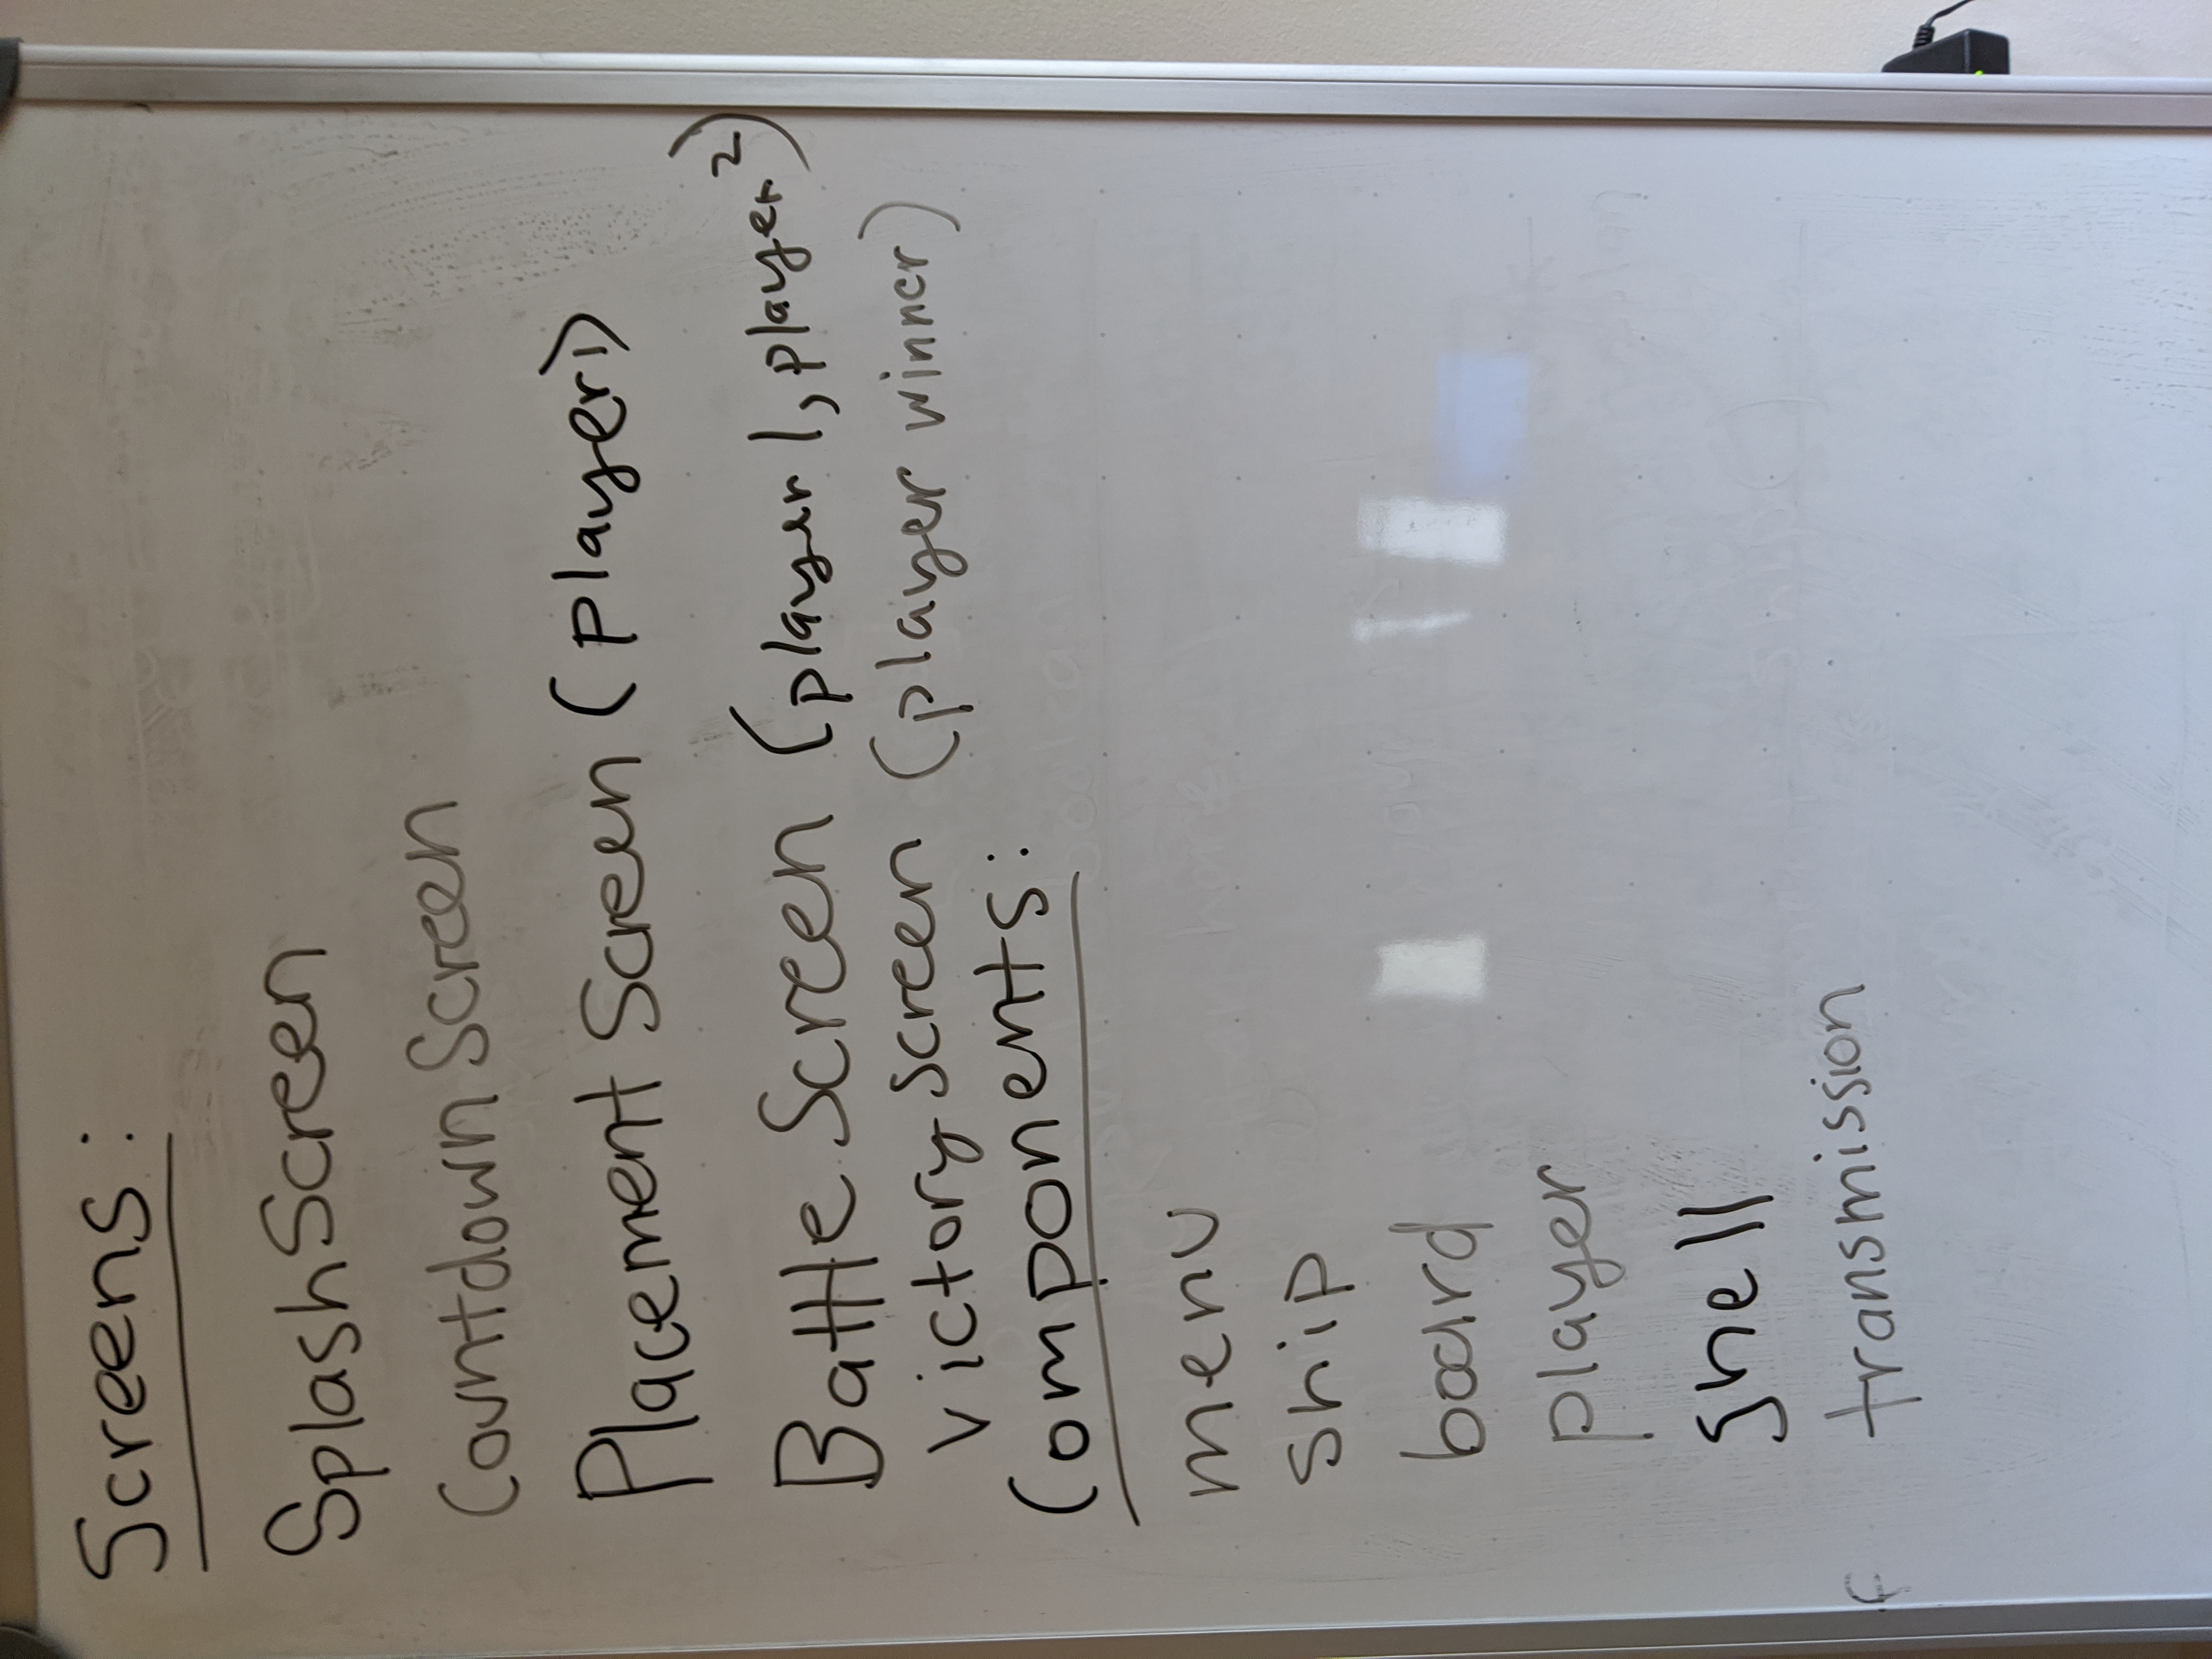 Screens:
SplashScreen
Countdown Screen
Placement Screen (player1)
Battle Screen (player 1, player 2)
Victory Screen (player winner)
Components:
menu
ship
board
player
shell
transmission